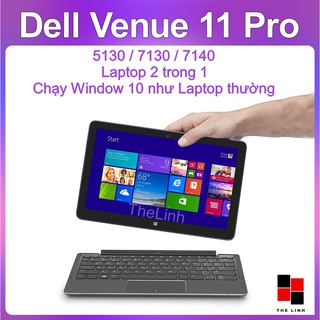 Dell Venue 11 Pro
5130 / 7130 / 7140
Laptop 2 trong 1
Chạy Window 10 như Laptop thường
Start
68°
TheLinh
THE LINH